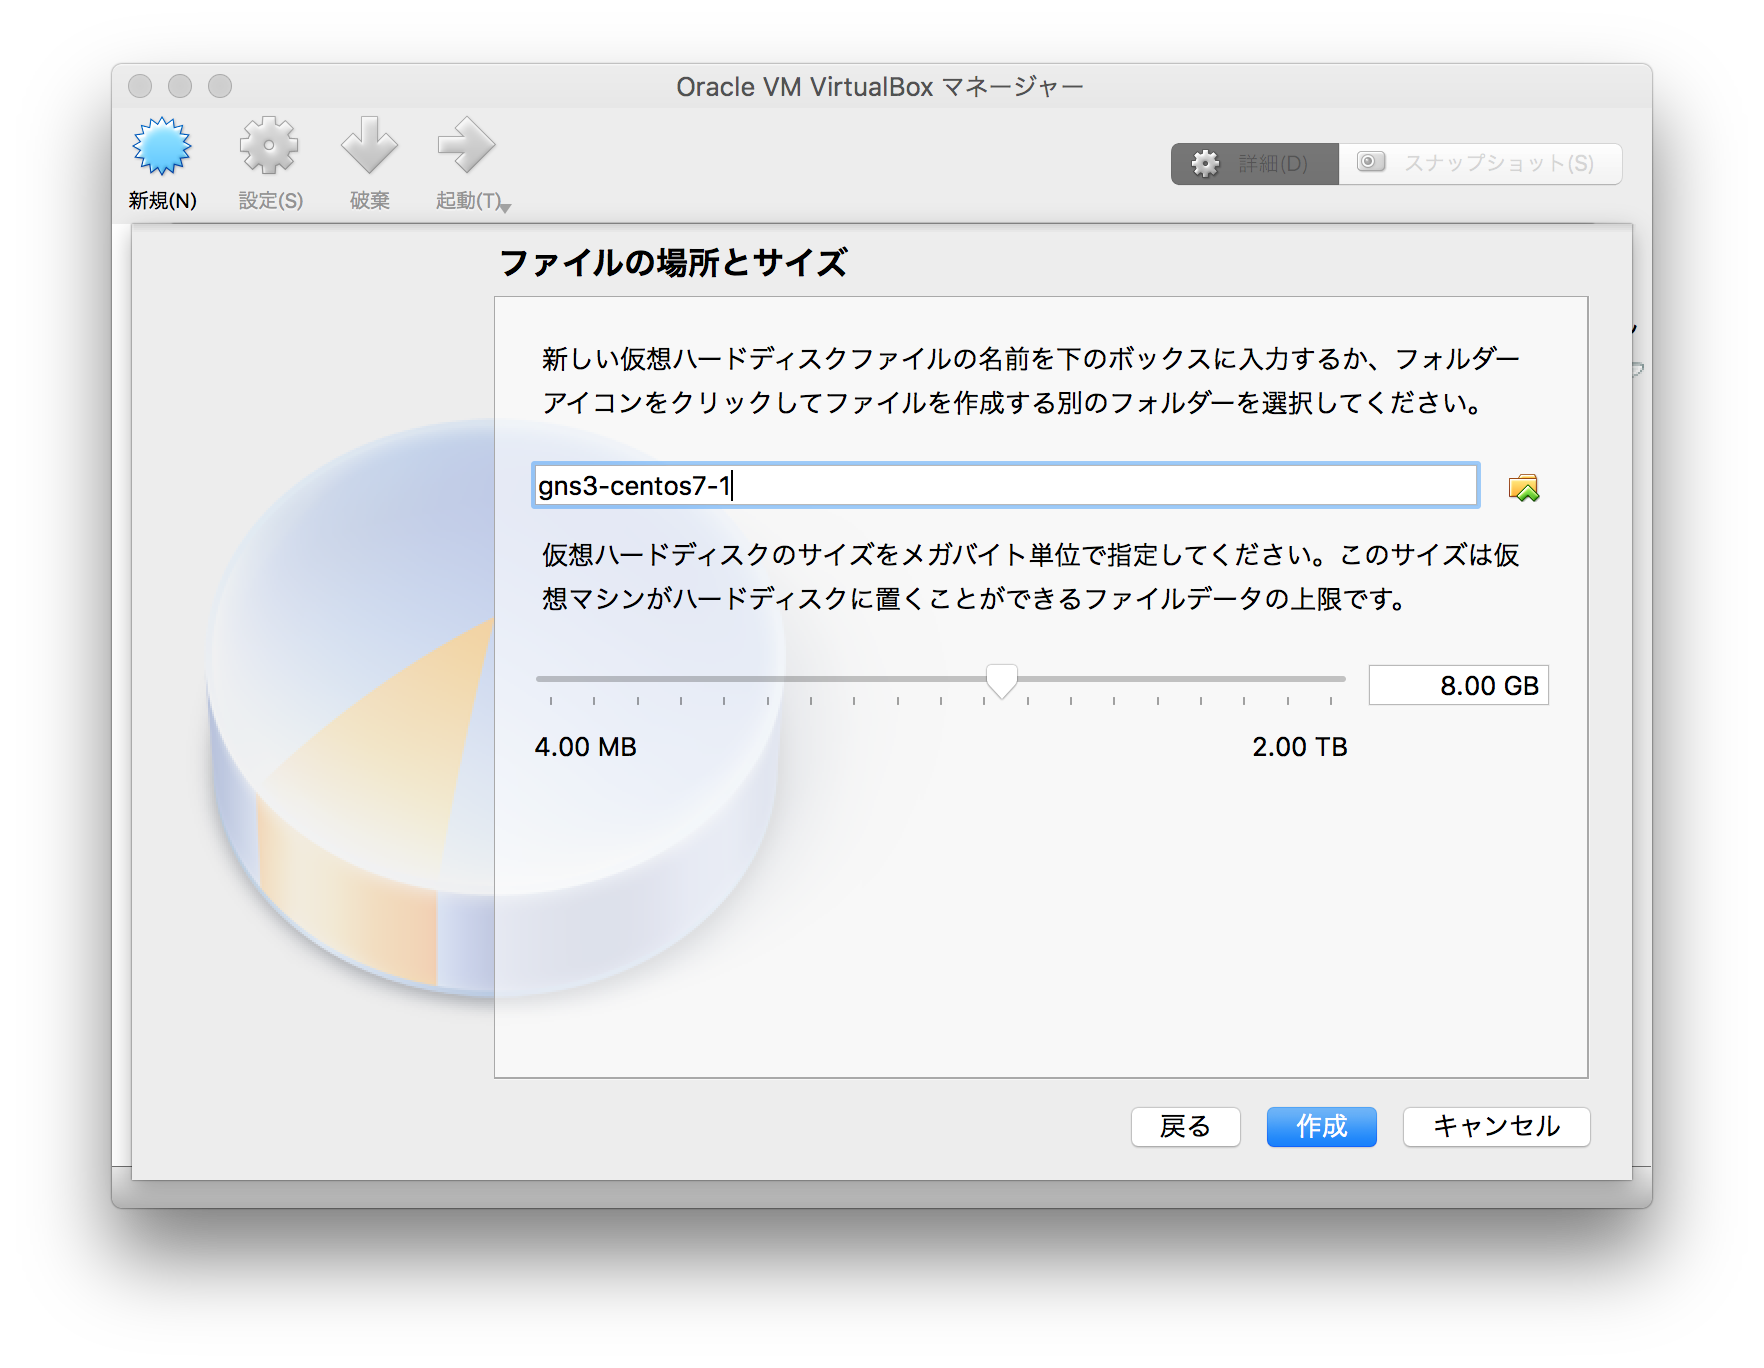 Oracle VM VirtualBox マネージャー
新規(N)
設定(S)
破棄
起動(T)
詳細(D)
スナップショット(S)
ファイルの場所とサイズ
新しい仮想ハードディスクファイルの名前を下のボックスに入力するか、フォルダー
アイコンをクリックしてファイルを作成する別のフォルダーを選択してください。
gns3-centos7-1
仮想ハードディスクのサイズをメガバイト単位で指定してください。このサイズは仮
想マシンがハードディスクに置くことができるファイルデータの上限です。
8.00 GB
4.00 MB
2.00 TB
戻る
作成
キャンセル